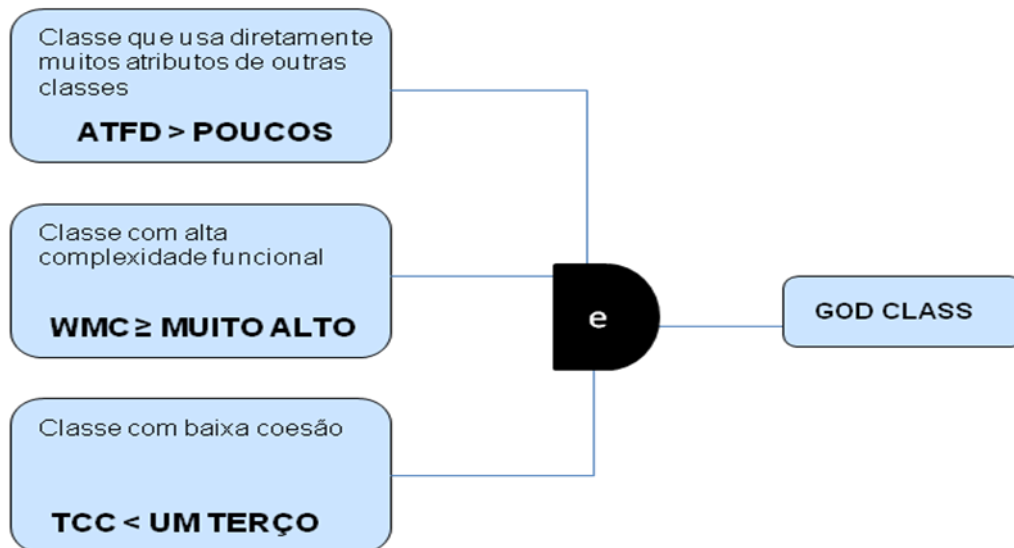 Classe que usa diretamente
muitos atributos de outras
classes
ATFD > POUCOS
Classe com alta
complexidade funcional
WMC ≥ MUITO ALTO
e
GOD CLASS
Classe com baixa coesão
TCC < UM TERÇO